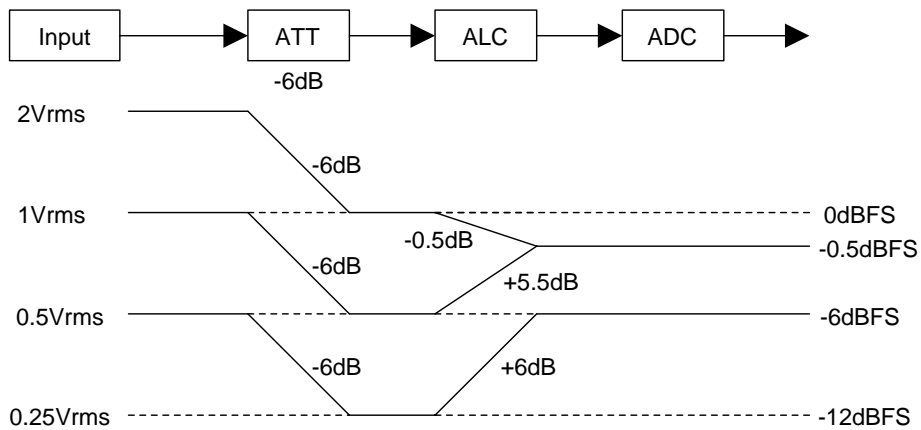 Input ATT ALC ADC
-6dB
2Vrms
-6dB
1Vrms 0dBFS
-0.5dB -0.5dBFS
-6dB +5.5dB
0.5Vrms -6dBFS
-6dB +6dB
0.25Vrms -12dBFS